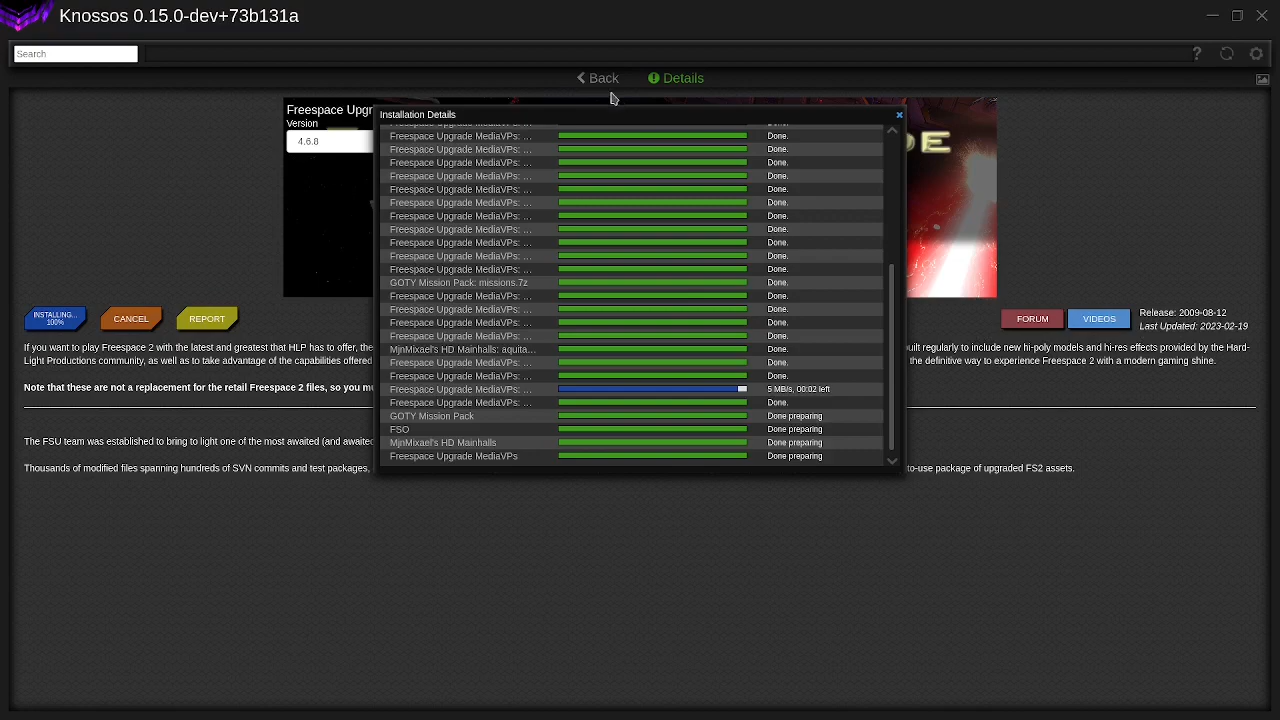 Knossos 0.15.0-dev+73b131a
Search
Back
Details
Freespace Upgr
Version
4.6.8
DE
Installation Details
Freespace Upgrade MediaVPs: ...
Freespace Upgrade MediaVPs: ... Done.
Freespace Upgrade MediaVPs: ... Done.
Freespace Upgrade MediaVPs: ... Done.
Freespace Upgrade MediaVPs: ... Done.
Freespace Upgrade MediaVPs: ... Done.
Freespace Upgrade MediaVPs: ... Done.
Freespace Upgrade MediaVPs: ... Done.
Freespace Upgrade MediaVPs: ... Done.
Freespace Upgrade MediaVPs: ... Done.
Freespace Upgrade MediaVPs: ... Done.
Freespace Upgrade MediaVPs: ... Done.
GOTY Mission Pack: missions.7z Done.
Freespace Upgrade MediaVPs: ... Done.
Freespace Upgrade MediaVPs: ... Done.
Freespace Upgrade MediaVPs: ... Done.
Freespace Upgrade MediaVPs: ... Done.
MjnMixael's HD Mainhalls: aquita... Done.
Freespace Upgrade MediaVPs: ... Done.
Freespace Upgrade MediaVPs: ... Done.
Freespace Upgrade MediaVPs: ... 5 MB/s, 00:02 left
Freespace Upgrade MediaVPs: ... Done.
GOTY Mission Pack Done preparing
FSO Done preparing
MjnMixael's HD Mainhalls Done preparing
Freespace Upgrade MediaVPs Done preparing
INSTALLING...
100%
CANCEL
REPORT
FORUM
VIDEOS
Release: 2009-08-12
Last Updated: 2023-02-19
If you want to play Freespace 2 with the latest and greatest that HLP has to offer, the uilt regularly to include new hi-poly models and hi-res effects provided by the Hard-
Light Productions community, as well as to take advantage of the capabilities offered the definitive way to experience Freespace 2 with a modern gaming shine.
Note that these are not a replacement for the retail Freespace 2 files, so you mu
The FSU team was established to bring to light one of the most awaited (and awaited
Thousands of modified files spanning hundreds of SVN commits and test packages, o-use package of upgraded FS2 assets.